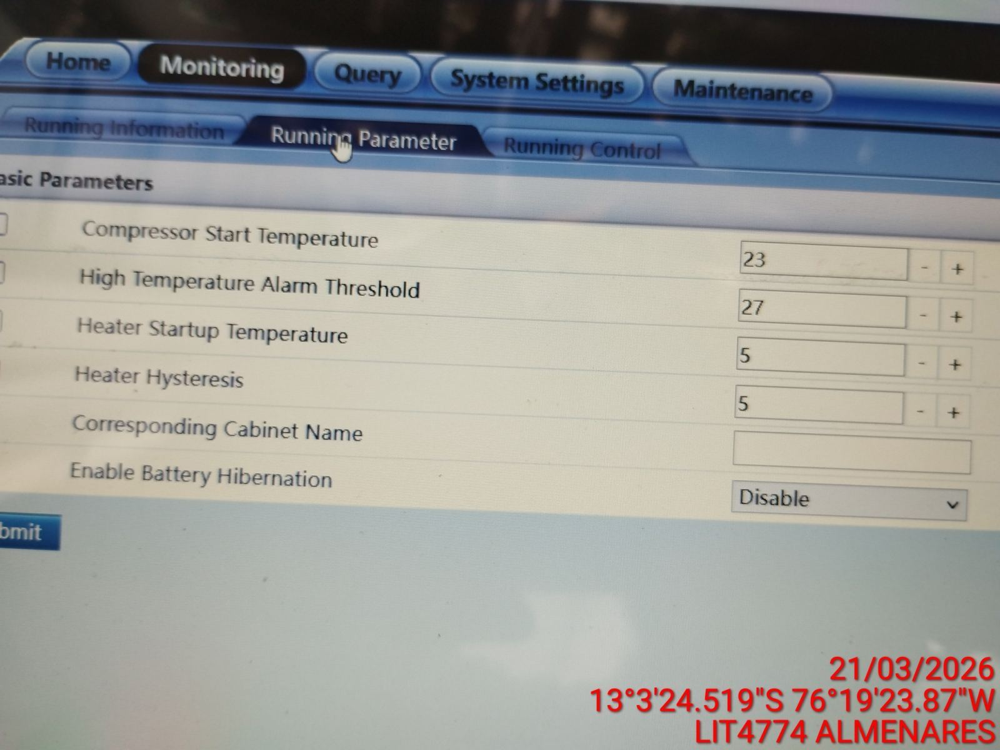 Home Monitoring Query System Settings Maintenance
Running Information Running Parameter Running Control
asic Parameters
Compressor Start Temperature 23 - +
High Temperature Alarm Threshold 27 - +
Heater Startup Temperature 5 - +
Heater Hysteresis 5 - +
Corresponding Cabinet Name
Enable Battery Hibernation Disable
bmit
21/03/2026
13°3'24.519"S 76°19'23.87"W
LIT4774 ALMENARES